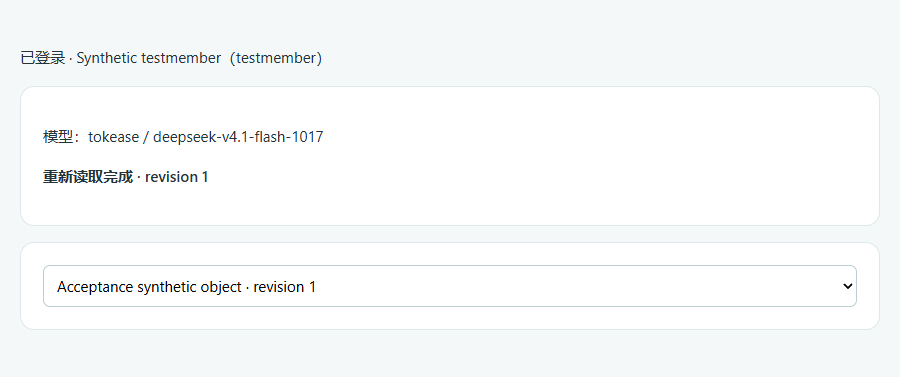 已登录 · Synthetic testmember（testmember）
模型：tokease / deepseek-v4.1-flash-1017
重新读取完成 · revision 1
Acceptance synthetic object · revision 1